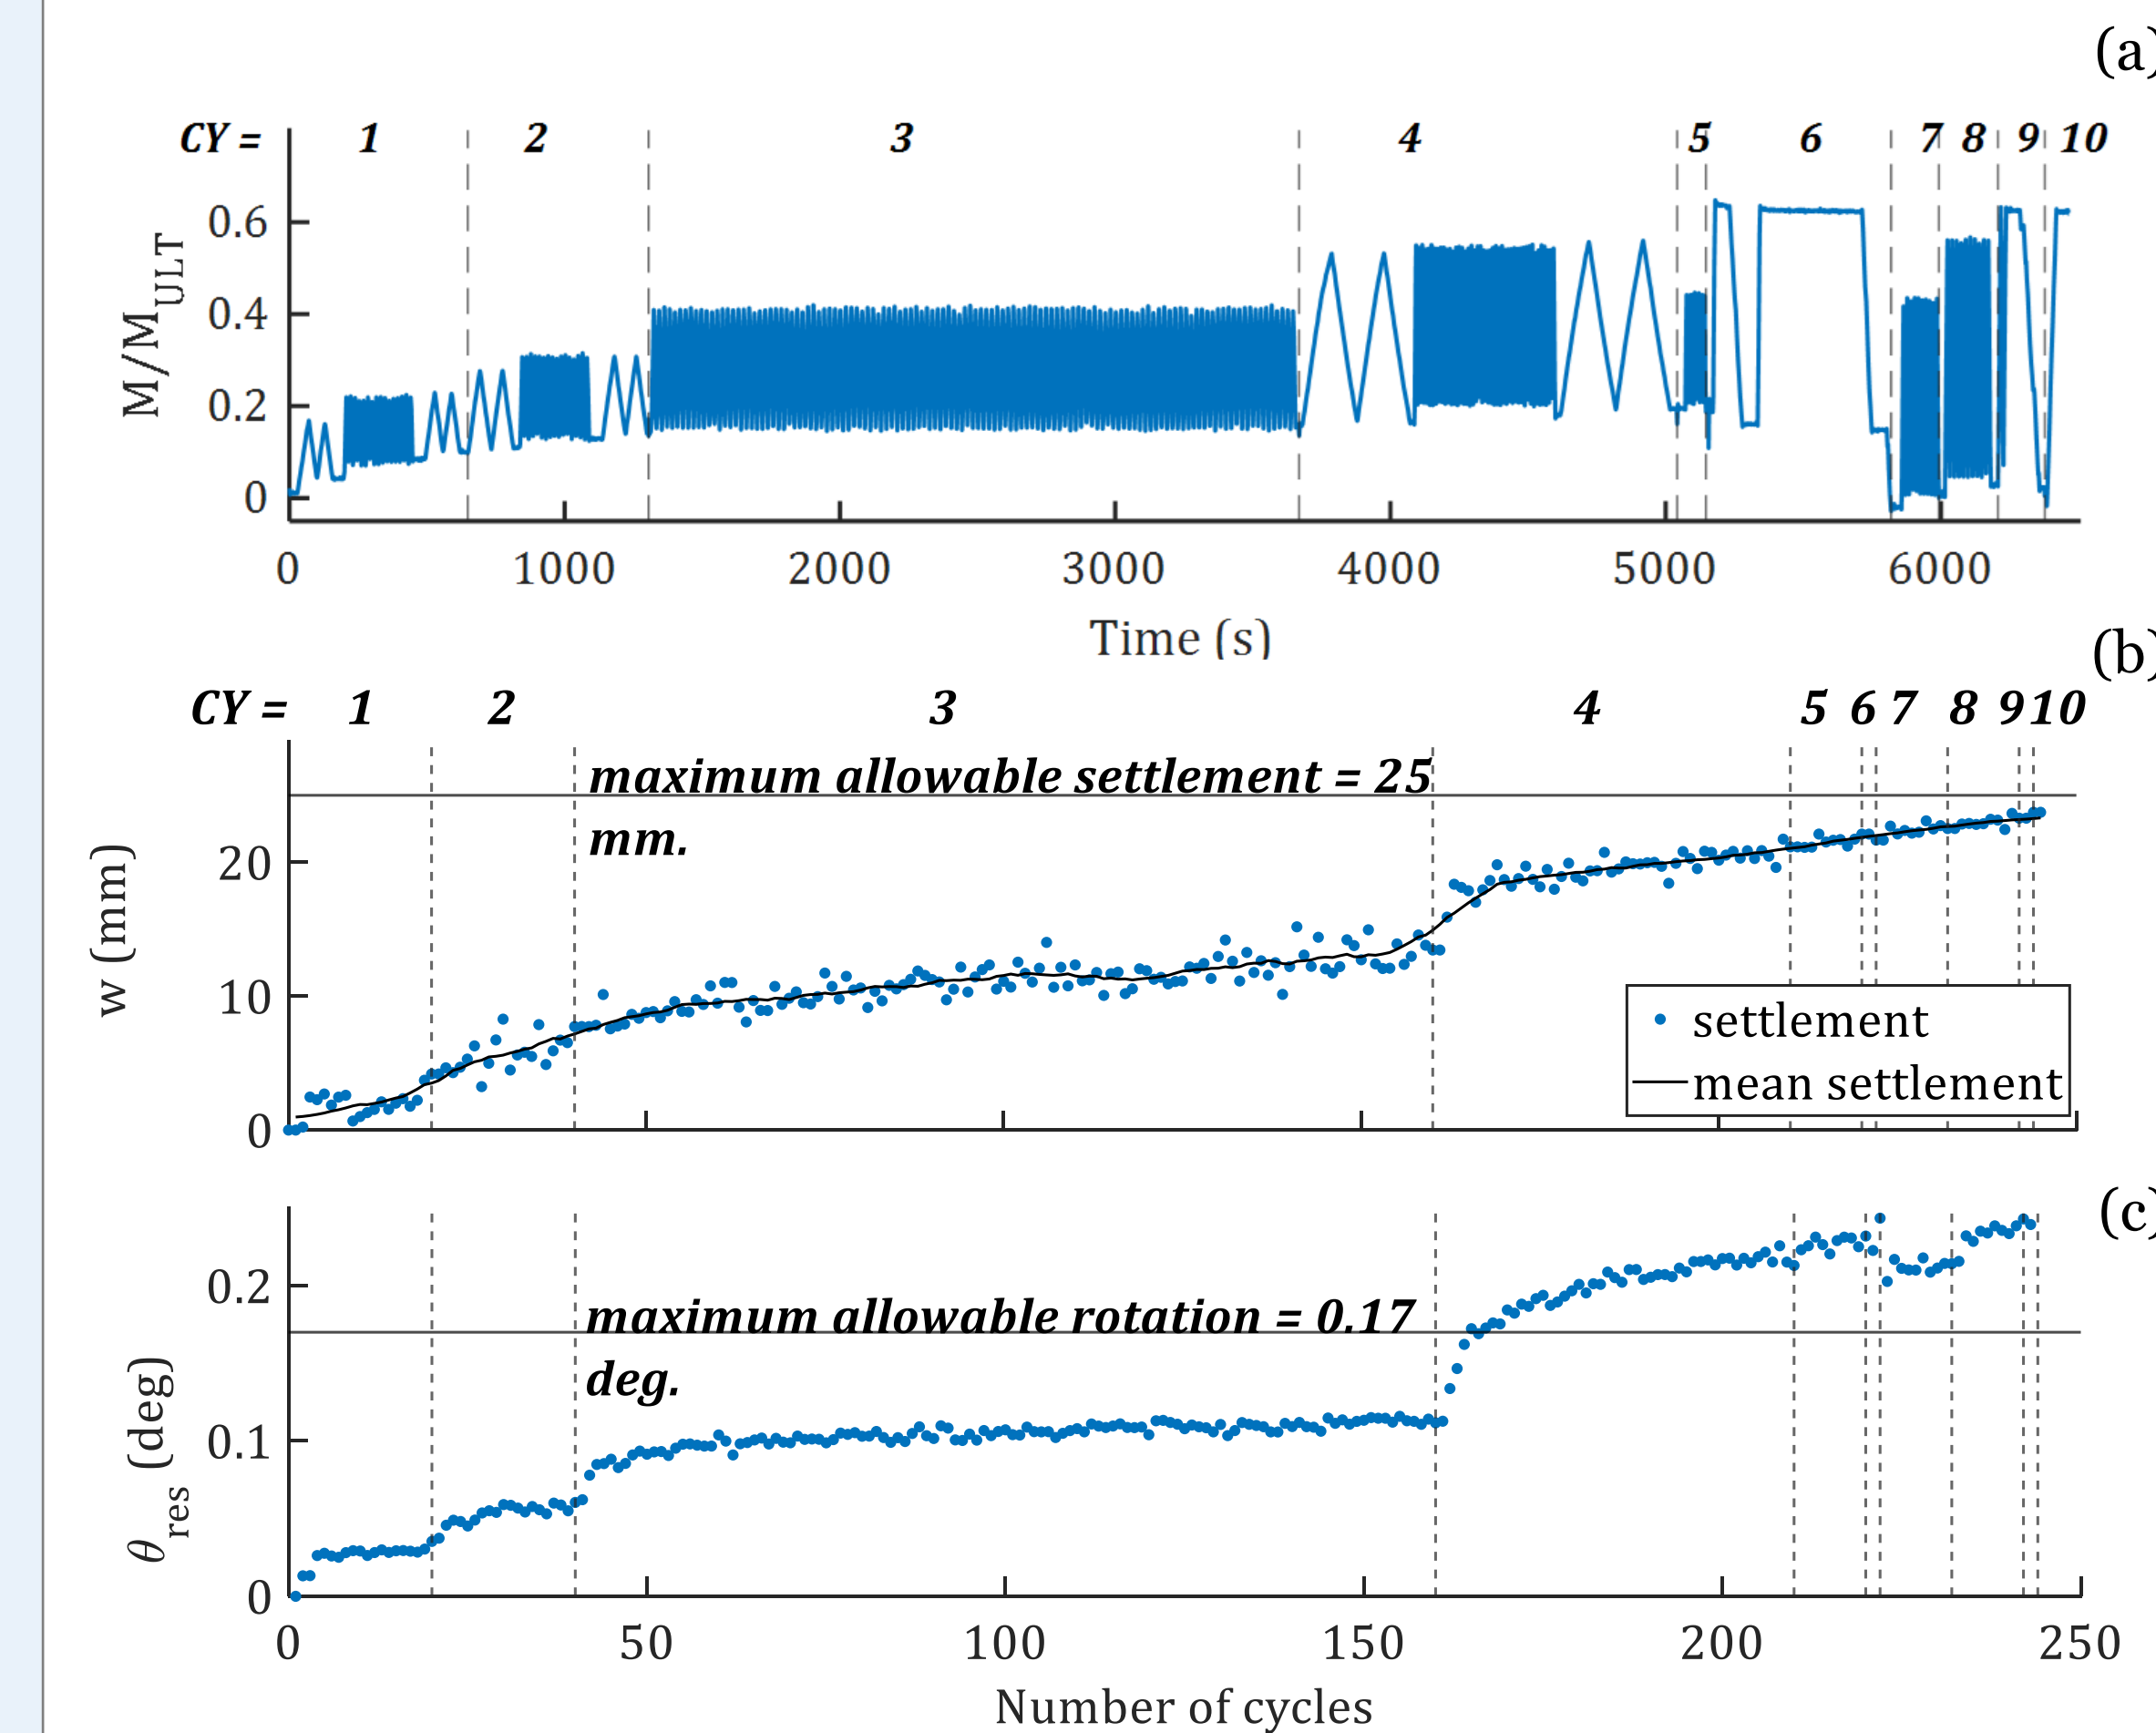 (a)
CY = 1 2 3 4 5 6 7 8 9 10
0.6
0.4
0.2
0
M/M_ULT
0 1000 2000 3000 4000 5000 6000
Time (s)
(b)
CY = 1 2 3 4 5 6 7 8 9 10
maximum allowable settlement = 25
mm.
20
10
0
w (mm)
settlement
mean settlement
(c)
0.2
0.1
0
maximum allowable rotation = 0.17
deg.
θ_res (deg)
0 50 100 150 200 250
Number of cycles